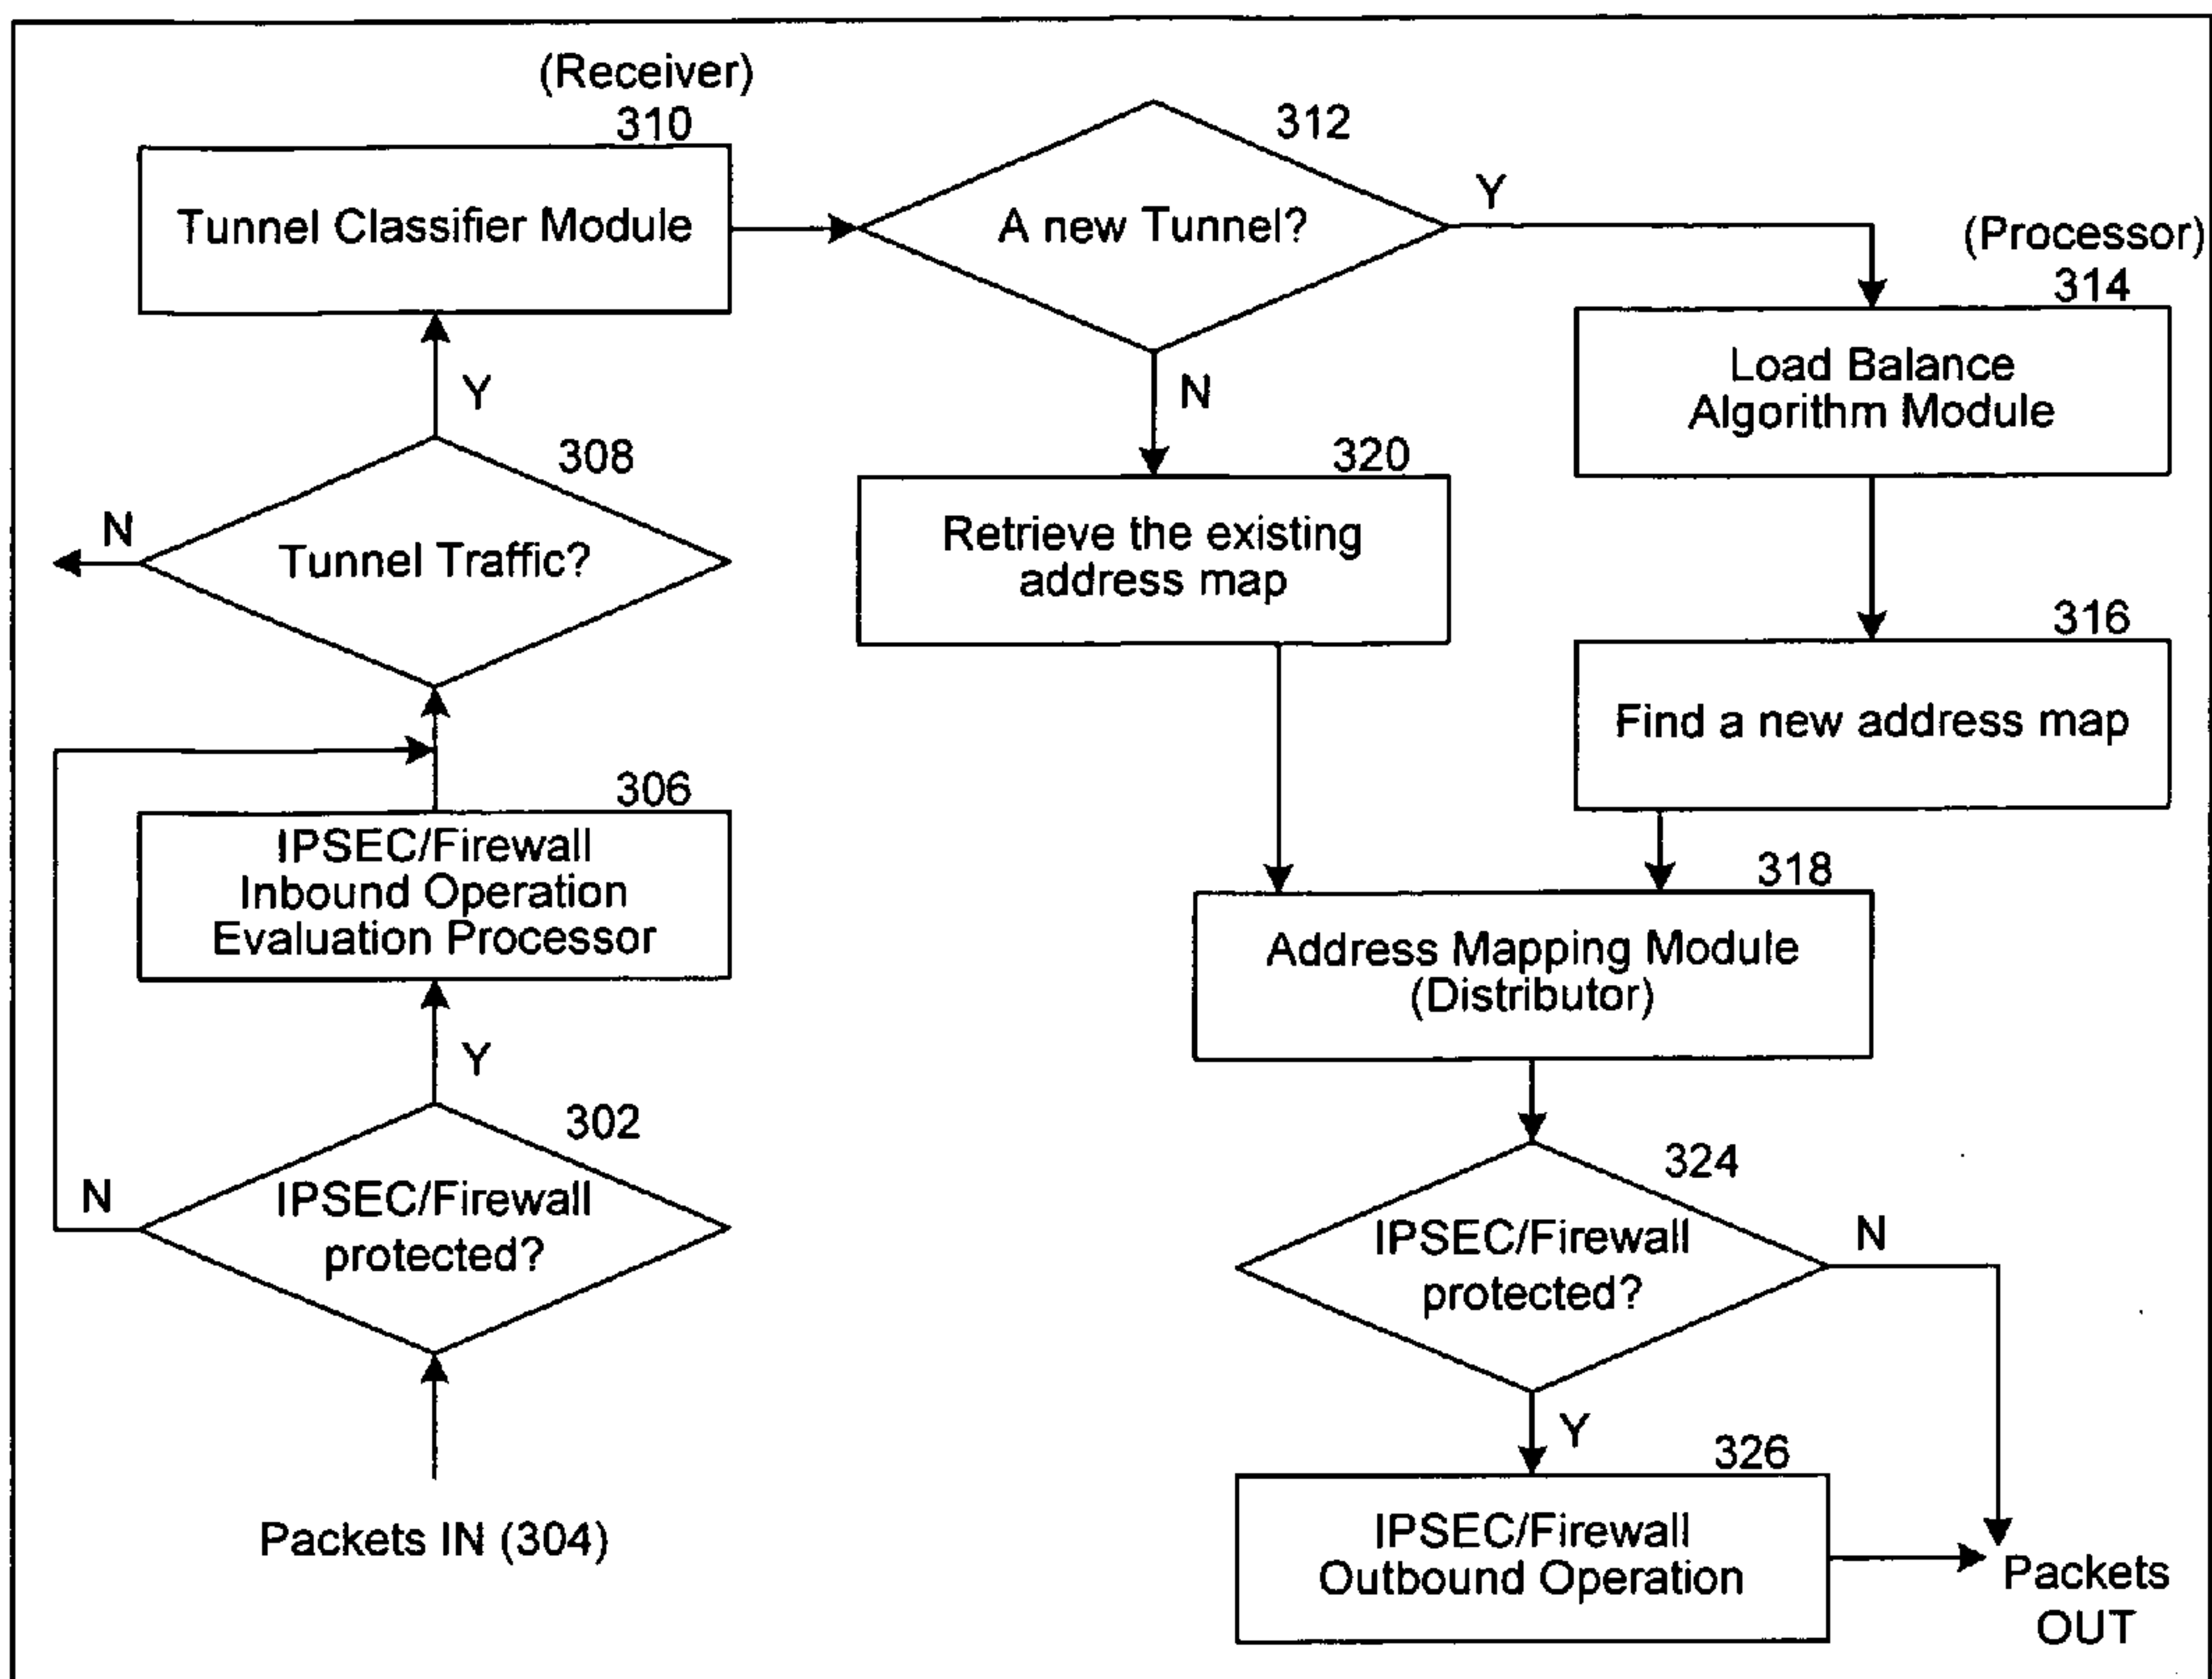 (Receiver)
310
Tunnel Classifier Module
312
A new Tunnel?
Y
N
(Processor)
314
Load Balance
Algorithm Module
Y
308
Tunnel Traffic?
N
320
Retrieve the existing
address map
316
Find a new address map
306
IPSEC/Firewall
Inbound Operation
Evaluation Processor
318
Address Mapping Module
(Distributor)
Y
302
IPSEC/Firewall
protected?
N
324
IPSEC/Firewall
protected?
N
Y
326
IPSEC/Firewall
Outbound Operation
Packets IN (304)
Packets
OUT